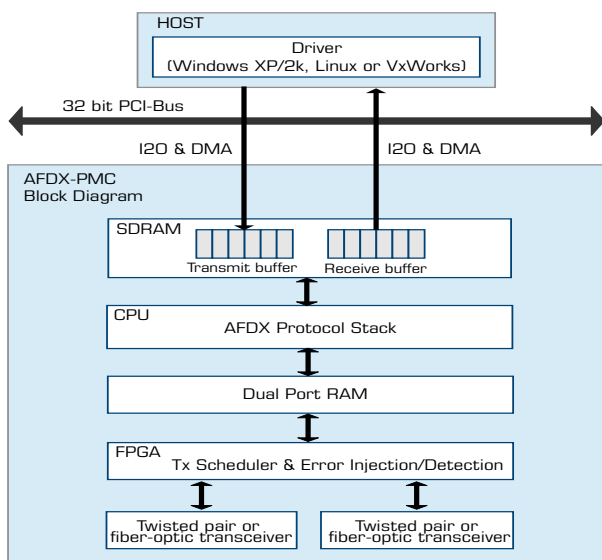 HOST
Driver
(Windows XP/2k, Linux or VxWorks)
32 bit PCI-Bus
I2O & DMA
I2O & DMA
AFDX-PMC
Block Diagram
SDRAM
Transmit buffer
Receive buffer
CPU
AFDX Protocol Stack
Dual Port RAM
FPGA
Tx Scheduler & Error Injection/Detection
Twisted pair or
fiber-optic transceiver
Twisted pair or
fiber-optic transceiver